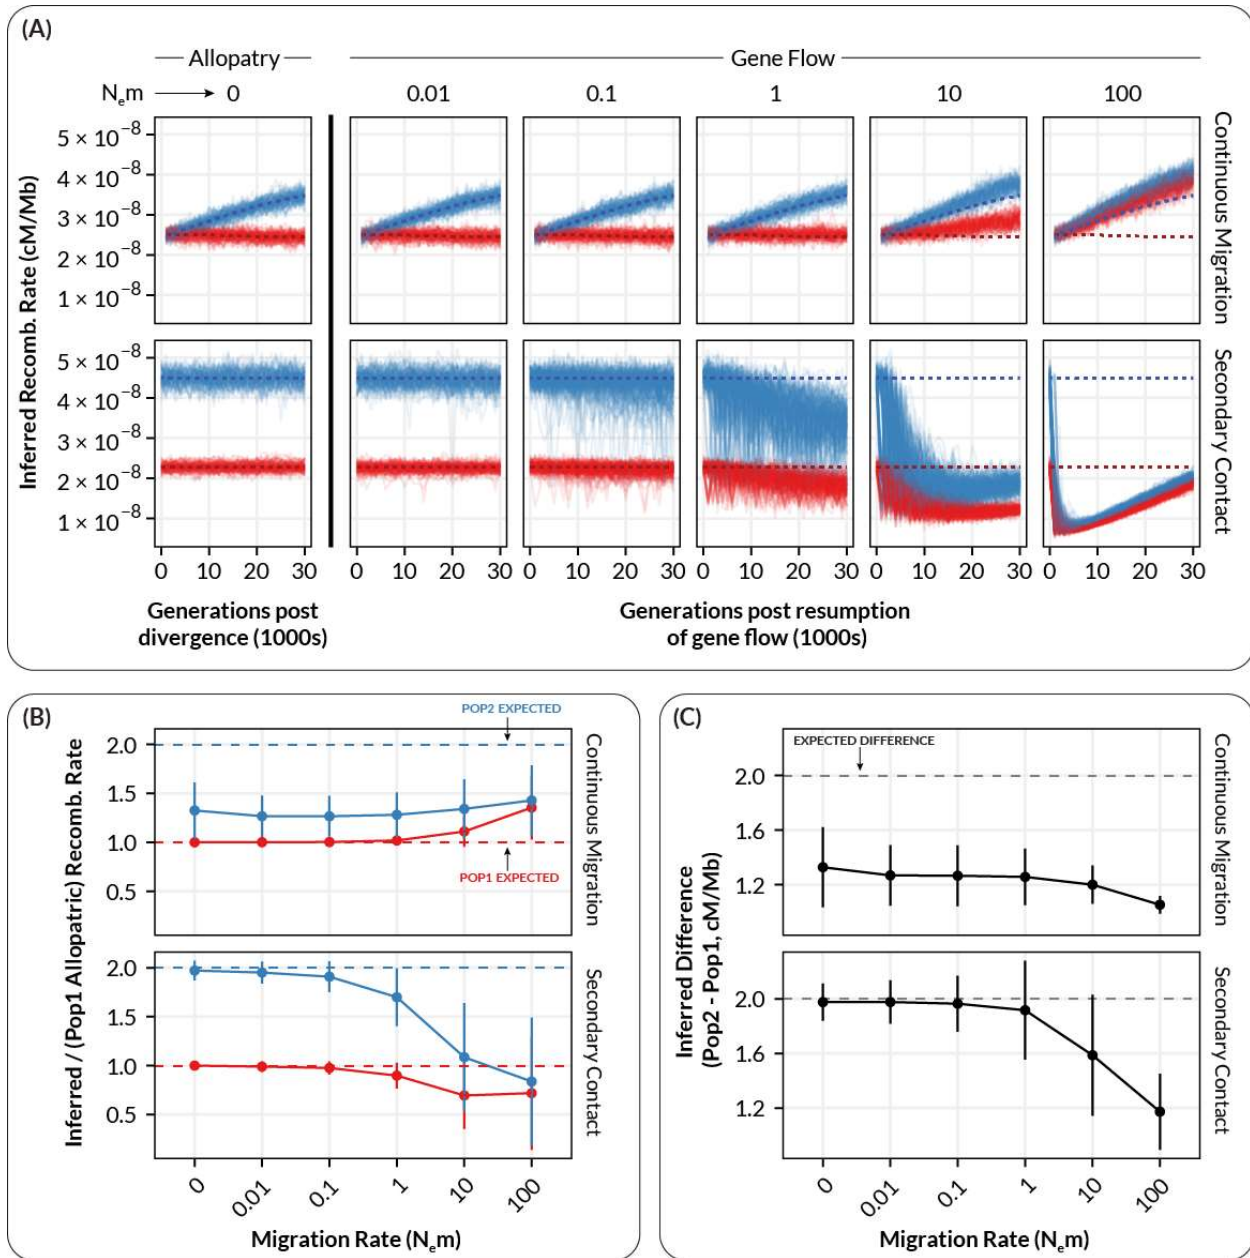 (A)
Allopatry
Gene Flow
Nₑm 0 0.01 0.1 1 10 100
Inferred Recomb. Rate (cM/Mb)
5 × 10⁻⁸
4 × 10⁻⁸
3 × 10⁻⁸
2 × 10⁻⁸
1 × 10⁻⁸
Continuous Migration
5 × 10⁻⁸
4 × 10⁻⁸
3 × 10⁻⁸
2 × 10⁻⁸
1 × 10⁻⁸
Secondary Contact
0 10 20 30 0 10 20 30 0 10 20 30 0 10 20 30 0 10 20 30 0 10 20 30
Generations post
divergence (1000s)
Generations post resumption
of gene flow (1000s)
(B)
Inferred / (Pop1 Allopatric) Recomb. Rate
POP2 EXPECTED
2.0
1.5
1.0
0.5
POP1 EXPECTED
Continuous Migration
2.0
1.5
1.0
0.5
Secondary Contact
0 0.01 0.1 1 10 100
Migration Rate (Nₑm)
(C)
Inferred Difference
(Pop2 - Pop1, cM/Mb)
EXPECTED DIFFERENCE
2.0
1.6
1.2
Continuous Migration
2.0
1.6
1.2
Secondary Contact
0 0.01 0.1 1 10 100
Migration Rate (Nₑm)